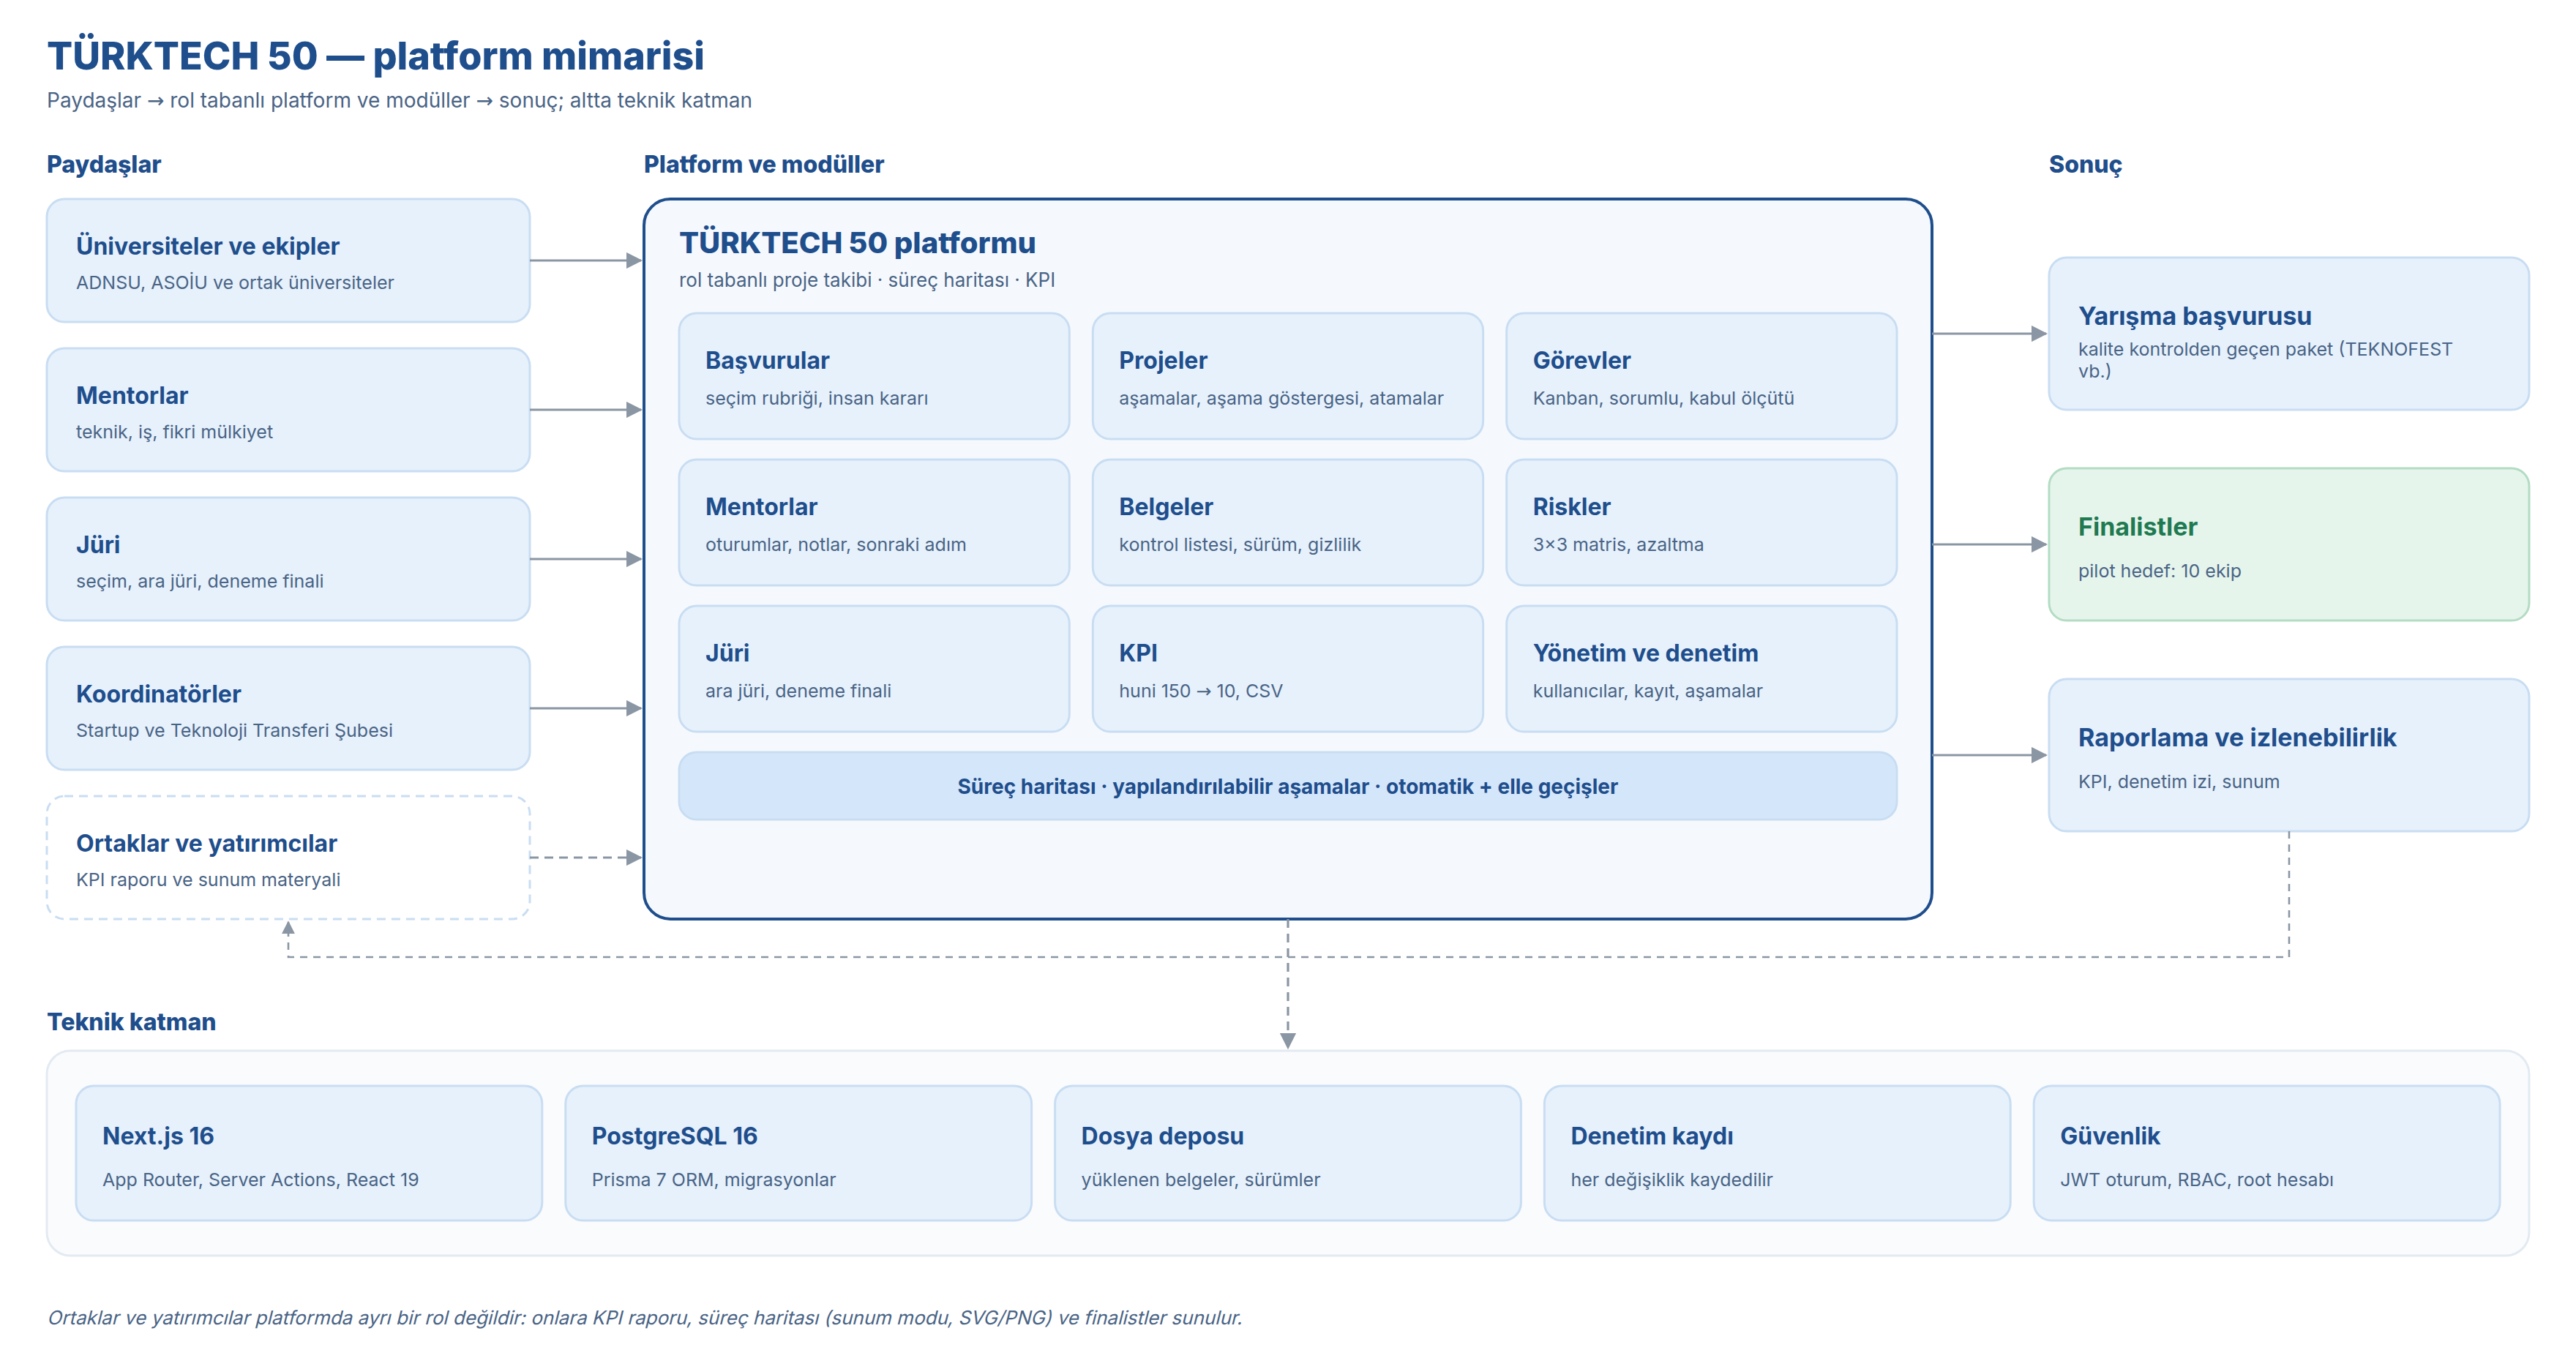 TÜRKTECH 50 — platform mimarisi
Paydaşlar → rol tabanlı platform ve modüller → sonuç; altta teknik katman
Paydaşlar
Üniversiteler ve ekipler
ADNSU, ASOİU ve ortak üniversiteler
Mentorlar
teknik, iş, fikri mülkiyet
Jüri
seçim, ara jüri, deneme finali
Koordinatörler
Startup ve Teknoloji Transferi Şubesi
Ortaklar ve yatırımcılar
KPI raporu ve sunum materyali
Platform ve modüller
TÜRKTECH 50 platformu
rol tabanlı proje takibi · süreç haritası · KPI
Başvurular
seçim rubriği, insan kararı
Projeler
aşamalar, aşama göstergesi, atamalar
Görevler
Kanban, sorumlu, kabul ölçütü
Mentorlar
oturumlar, notlar, sonraki adım
Belgeler
kontrol listesi, sürüm, gizlilik
Riskler
3×3 matris, azaltma
Jüri
ara jüri, deneme finali
KPI
huni 150 → 10, CSV
Yönetim ve denetim
kullanıcılar, kayıt, aşamalar
Süreç haritası · yapılandırılabilir aşamalar · otomatik + elle geçişler
Sonuç
Yarışma başvurusu
kalite kontrolden geçen paket (TEKNOFEST
vb.)
Finalistler
pilot hedef: 10 ekip
Raporlama ve izlenebilirlik
KPI, denetim izi, sunum
Teknik katman
Next.js 16
App Router, Server Actions, React 19
PostgreSQL 16
Prisma 7 ORM, migrasyonlar
Dosya deposu
yüklenen belgeler, sürümler
Denetim kaydı
her değişiklik kaydedilir
Güvenlik
JWT oturum, RBAC, root hesabı
Ortaklar ve yatırımcılar platformda ayrı bir rol değildir: onlara KPI raporu, süreç haritası (sunum modu, SVG/PNG) ve finalistler sunulur.